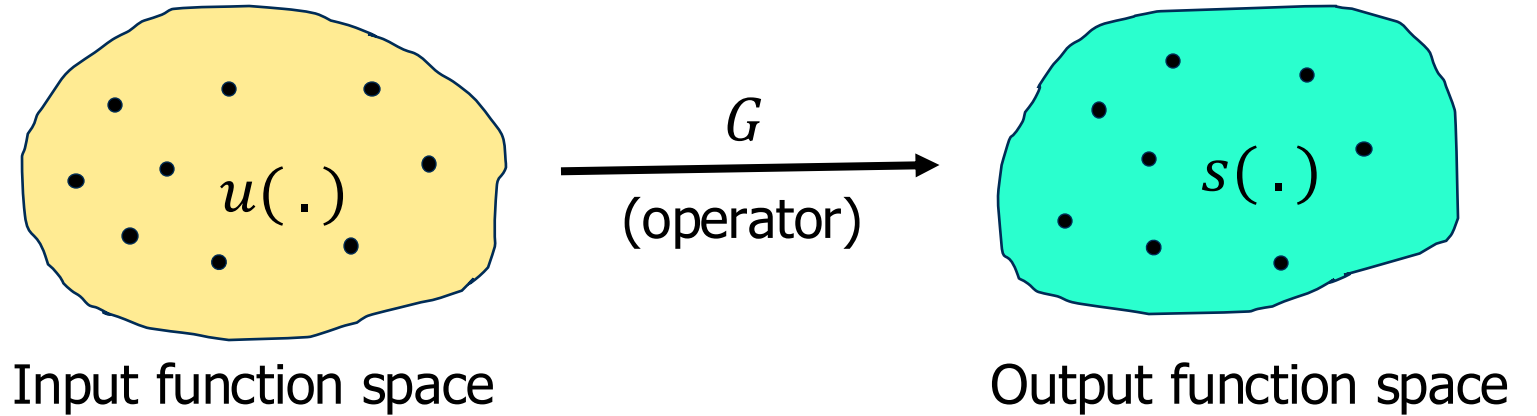 G
(operator)
u(.)
s(.)
Input function space
Output function space